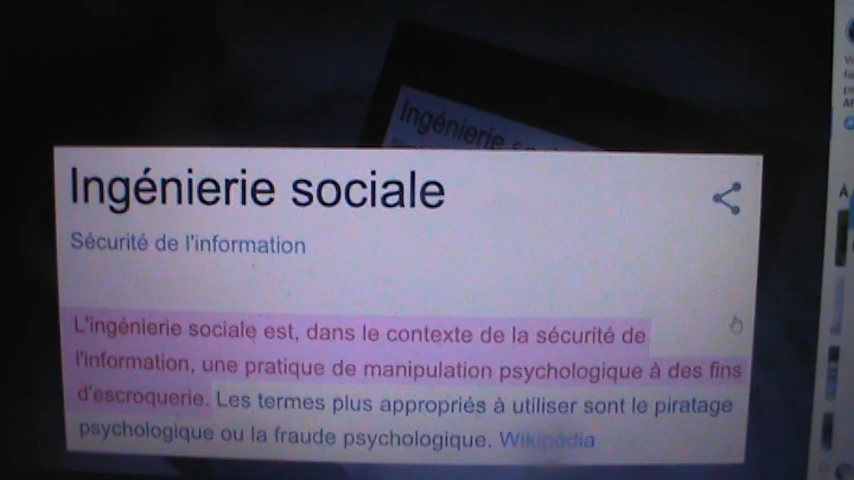 Ingénierie so
Ingénierie sociale
Sécurité de l'information
L'ingénierie sociale est, dans le contexte de la sécurité de
l'information, une pratique de manipulation psychologique à des fins
d'escroquerie. Les termes plus appropriés à utiliser sont le piratage
psychologique ou la fraude psychologique. Wikipédia
À